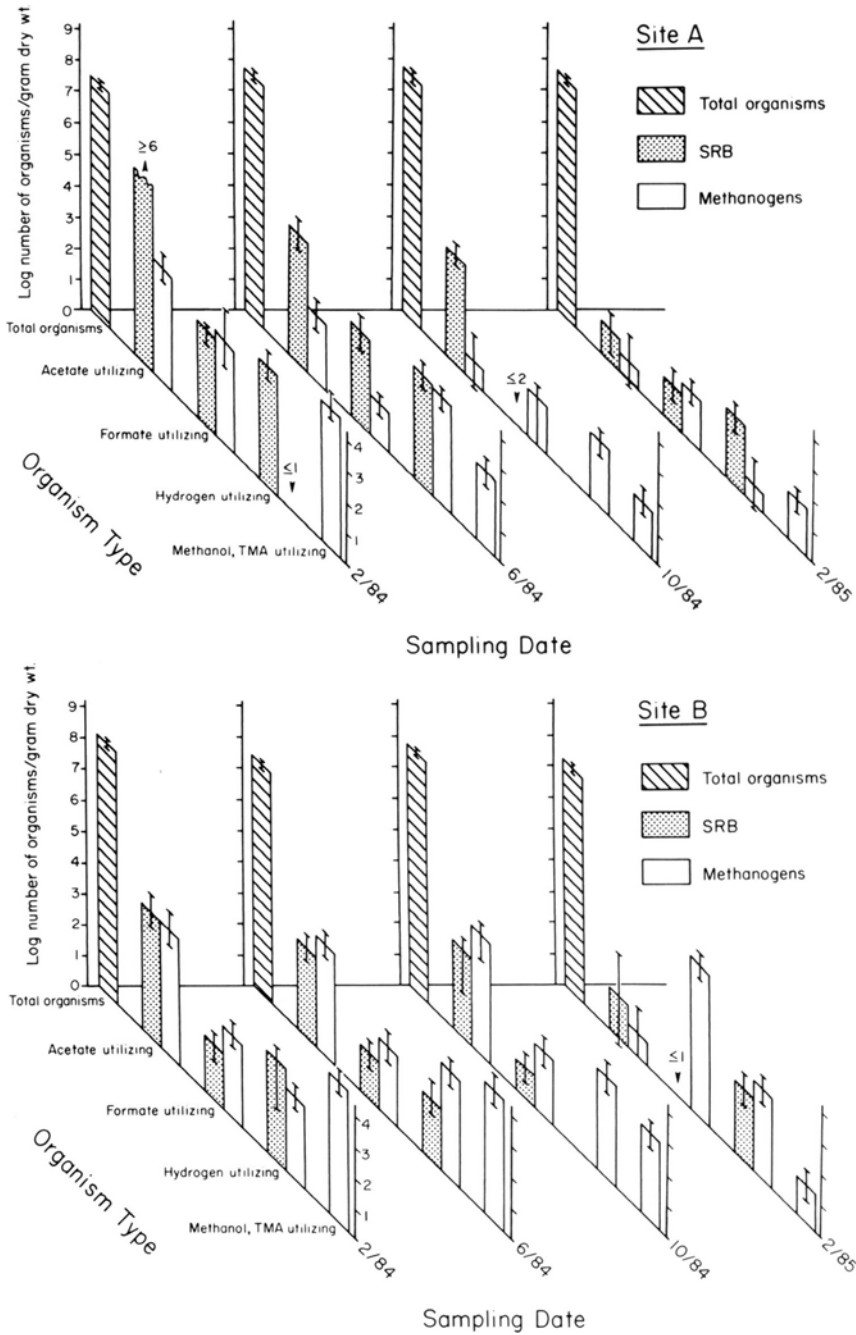 Log number of organisms/gram dry wt.
9
8
7
6
5
4
3
2
1
0
Site A
Total organisms
SRB
Methanogens
≥6
≤2
≤1
Total organisms
Acetate utilizing
Formate utilizing
Hydrogen utilizing
Methanol, TMA utilizing
Organism Type
4
3
2
1
2/84
6/84
10/84
2/85
Sampling Date
Log number of organisms/gram dry wt.
9
8
7
6
5
4
3
2
1
0
Site B
Total organisms
SRB
Methanogens
≤1
Total organisms
Acetate utilizing
Formate utilizing
Hydrogen utilizing
Methanol, TMA utilizing
Organism Type
4
3
2
1
2/84
6/84
10/84
2/85
Sampling Date